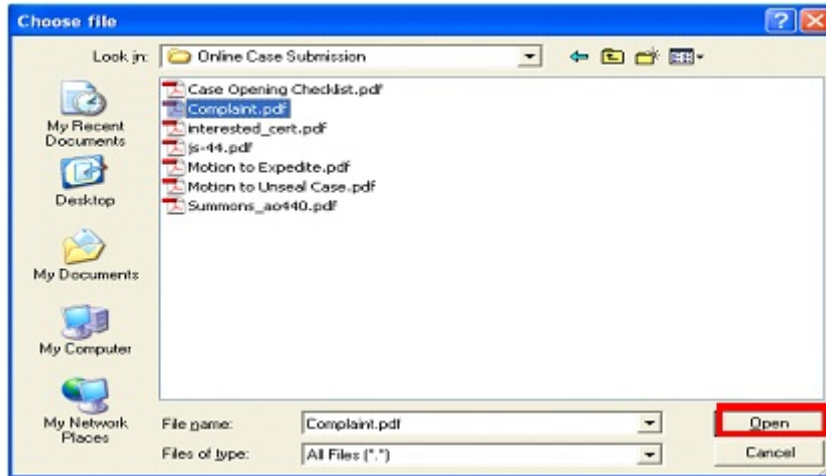 Choose file
Look in:
Online Case Submission
My Recent
Documents
Desktop
My Documents
My Computer
My Network
Places
Case Opening Checklist.pdf
Complaint.pdf
interested_cert.pdf
js-44.pdf
Motion to Expedite.pdf
Motion to Unseal Case.pdf
Summons_ao440.pdf
File name:
Complaint.pdf
Open
Files of type:
All Files (*.*)
Cancel